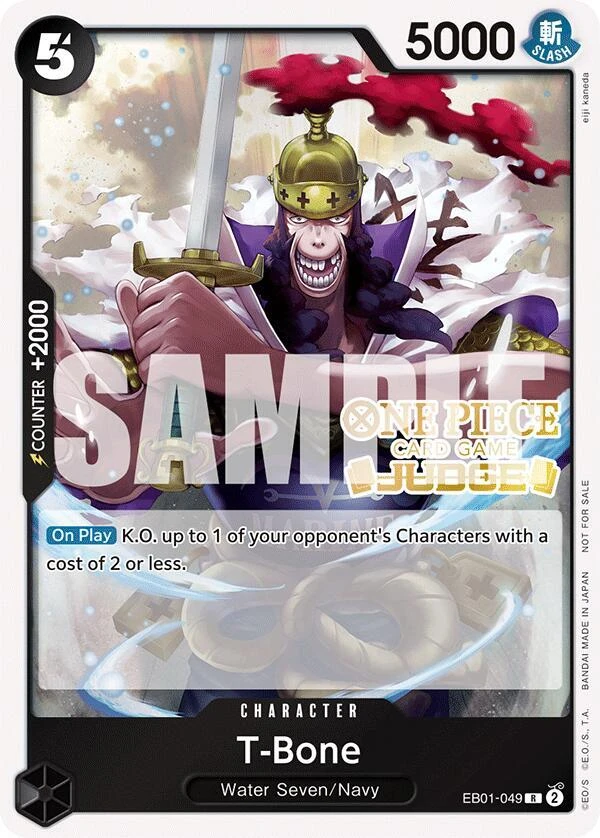 5
5000
斬
SLASH
eiji kaneda
COUNTER +2000
SAMPLE
ONE PIECE
CARD GAME
JUDGE
On Play K.O. up to 1 of your opponent's Characters with a
cost of 2 or less.
CHARACTER
T-Bone
Water Seven/Navy
EB01-049 R 2
©EO/S ©E.O./S., T.A. BANDAI MADE IN JAPAN NOT FOR SALE